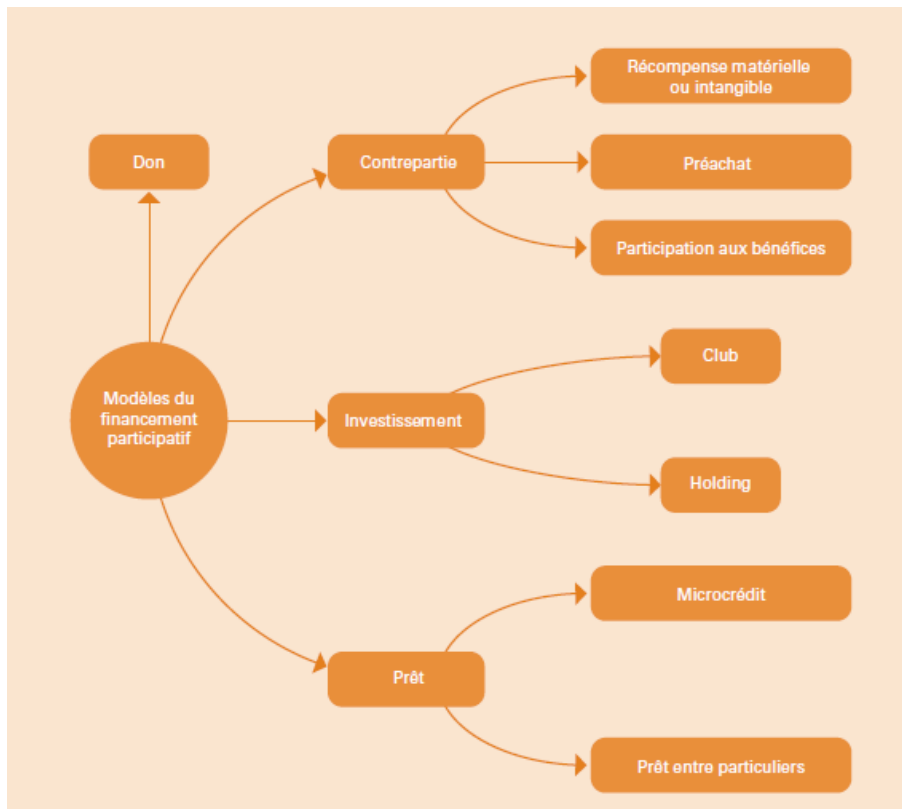 Récompense matérielle
ou intangible
Don
Contrepartie
Préachat
Participation aux bénéfices
Club
Modèles du
financement
participatif
Investissement
Holding
Microcrédit
Prêt
Prêt entre particuliers